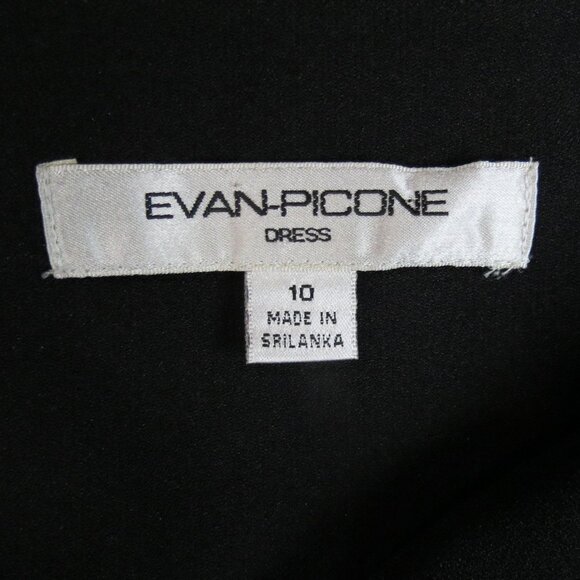 EVAN-PICONE
DRESS
10
MADE IN
SRILANKA